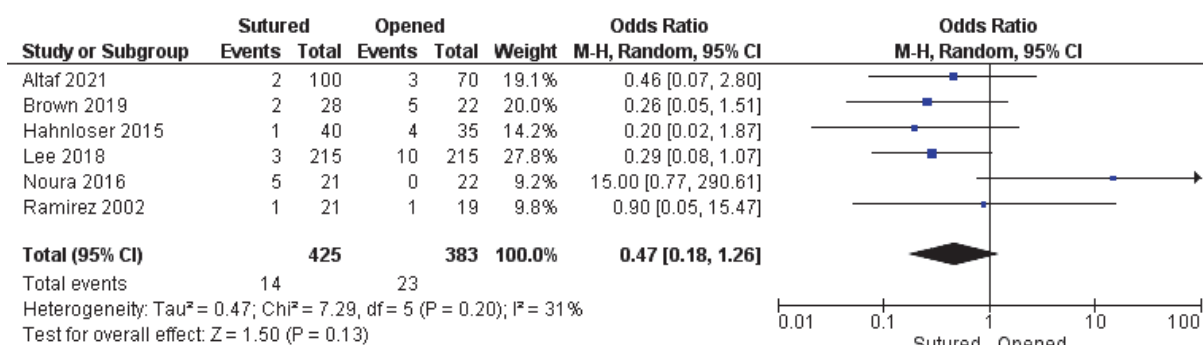 Sutured Opened Odds Ratio Odds Ratio
Study or Subgroup Events Total Events Total Weight M-H, Random, 95% CI M-H, Random, 95% CI
Altaf 2021 2 100 3 70 19.1% 0.46 [0.07, 2.80]
Brown 2019 2 28 5 22 20.0% 0.26 [0.05, 1.51]
Hahnloser 2015 1 40 4 35 14.2% 0.20 [0.02, 1.87]
Lee 2018 3 215 10 215 27.8% 0.29 [0.08, 1.07]
Noura 2016 5 21 0 22 9.2% 15.00 [0.77, 290.61]
Ramirez 2002 1 21 1 19 9.8% 0.90 [0.05, 15.47]
Total (95% CI) 425 383 100.0% 0.47 [0.18, 1.26]
Total events 14 23
Heterogeneity: Tau² = 0.47; Chi² = 7.29, df = 5 (P = 0.20); I² = 31%
Test for overall effect: Z = 1.50 (P = 0.13)
0.01 0.1 1 10 100
Sutured Opened